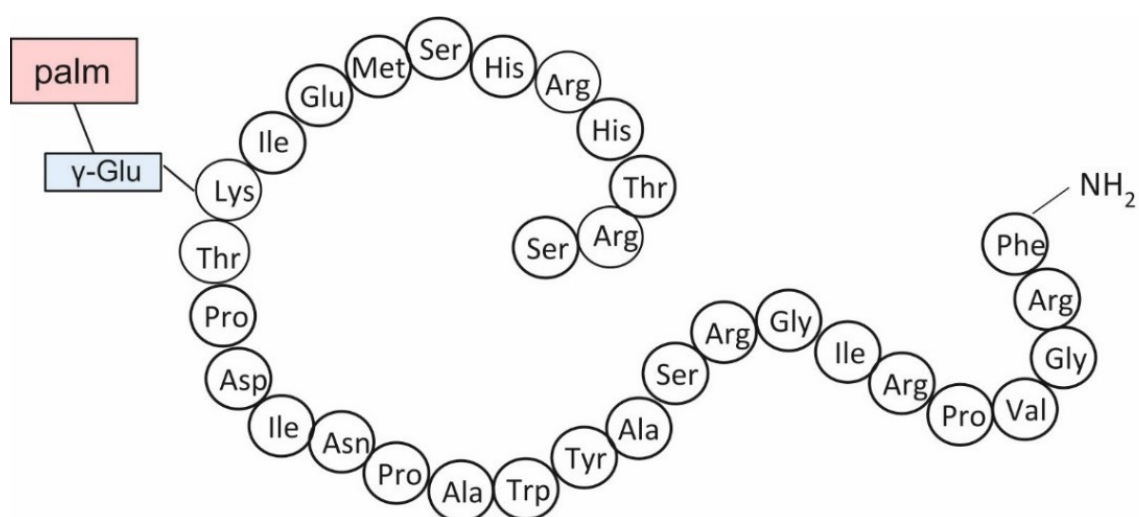 palm
γ-Glu
Ser
Arg
Thr
His
Arg
His
Ser
Met
Glu
Ile
Lys
Thr
Pro
Asp
Ile
Asn
Pro
Ala
Trp
Tyr
Ala
Ser
Arg
Gly
Ile
Arg
Pro
Val
Gly
Arg
Phe
NH2